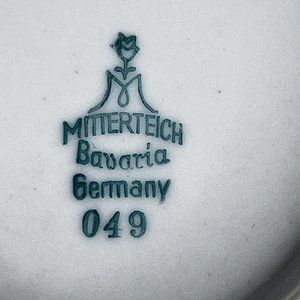 MITTERTEICH
Bavaria
Germany
049